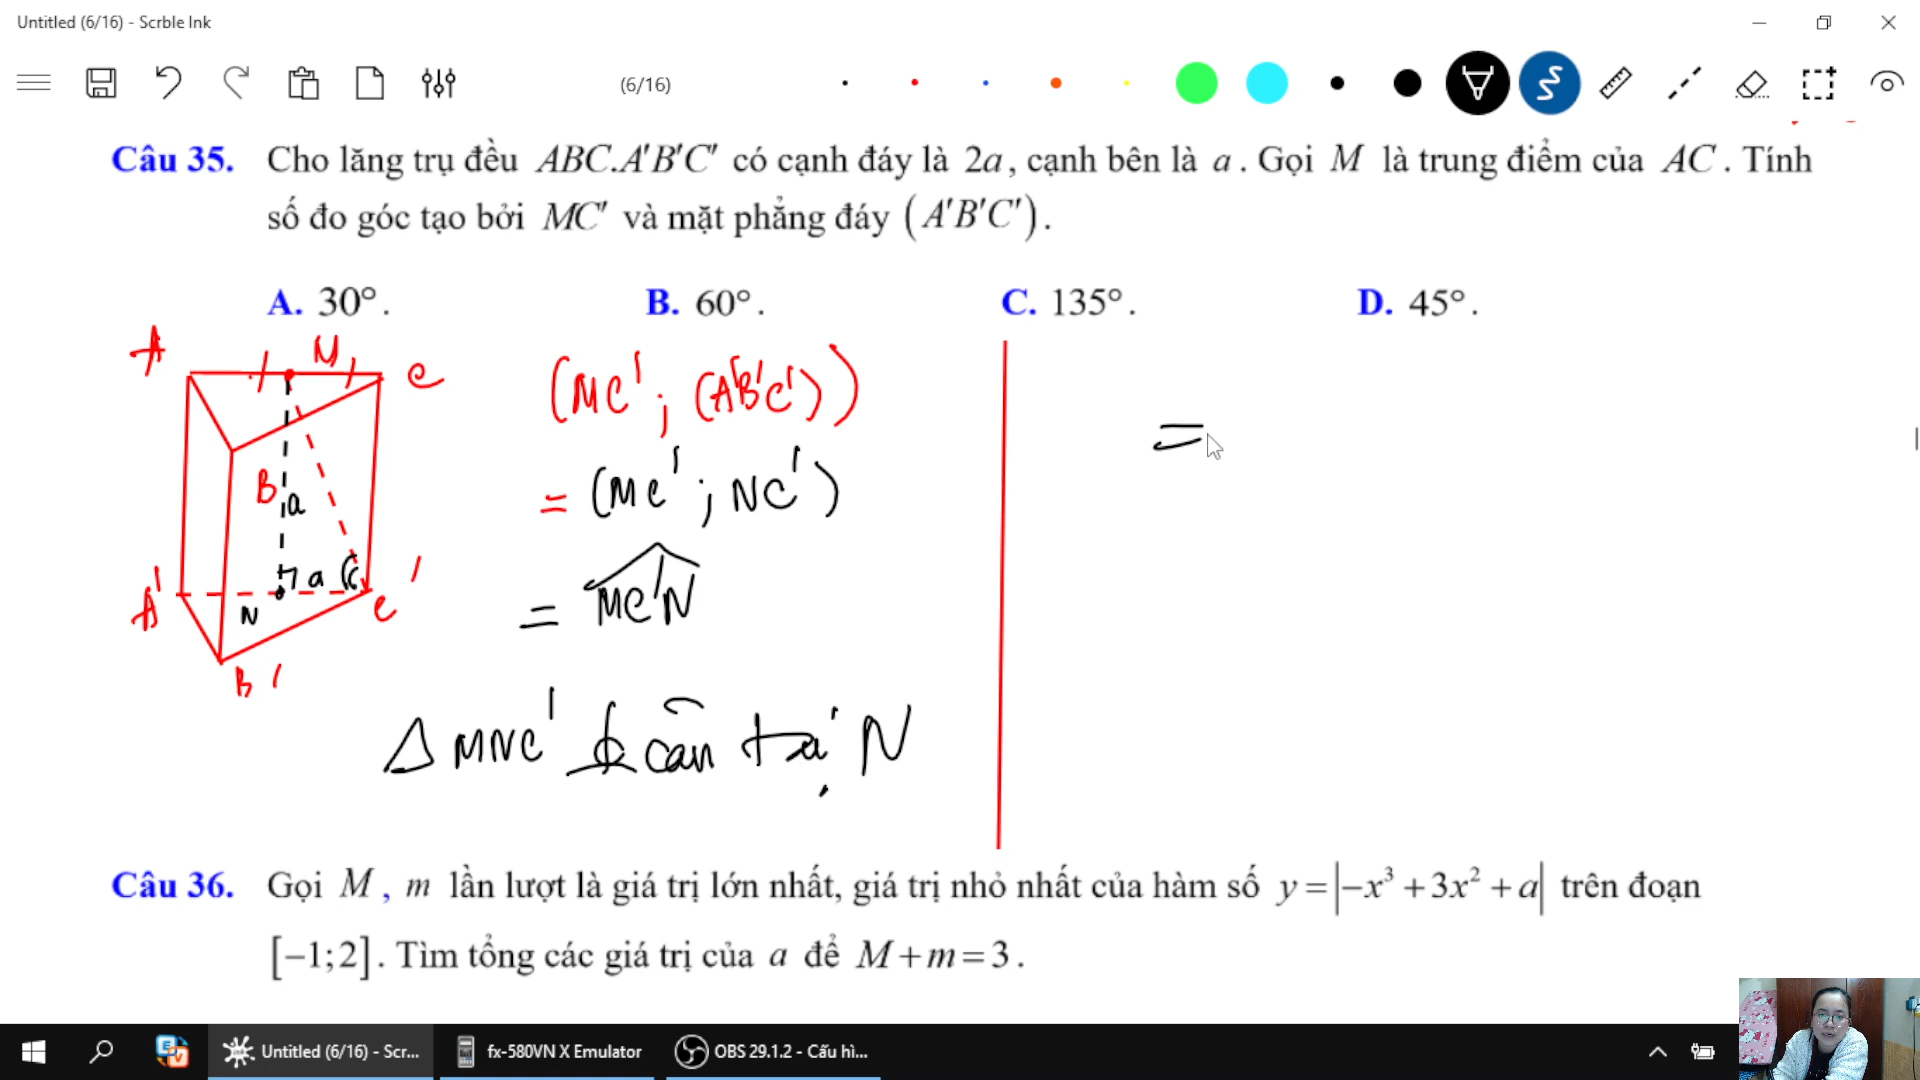 Untitled (6/16) - Scrble Ink
(6/16)
Câu 35. Cho lăng trụ đều ABC.A'B'C' có cạnh đáy là 2a, cạnh bên là a. Gọi M là trung điểm của AC. Tính
số đo góc tạo bởi MC' và mặt phẳng đáy (A'B'C').
A. 30°. B. 60°. C. 135°. D. 45°.
A M C
B a
A' N a C'
B'
(MC'; (A'B'C'))
= (MC'; NC')
= MC'N
=
Δ MNC' cân tại N
Câu 36. Gọi M, m lần lượt là giá trị lớn nhất, giá trị nhỏ nhất của hàm số y=|−x³+3x²+a| trên đoạn
[−1;2]. Tìm tổng các giá trị của a để M+m=3.
Untitled (6/16) - Scr... fx-580VN X Emulator OBS 29.1.2 - Cấu hì...